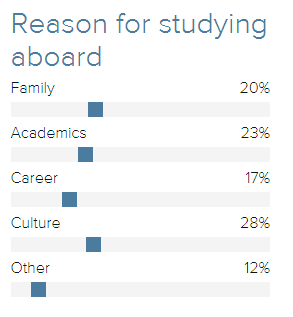 Reason for studying
aboard
Family 20%
Academics 23%
Career 17%
Culture 28%
Other 12%